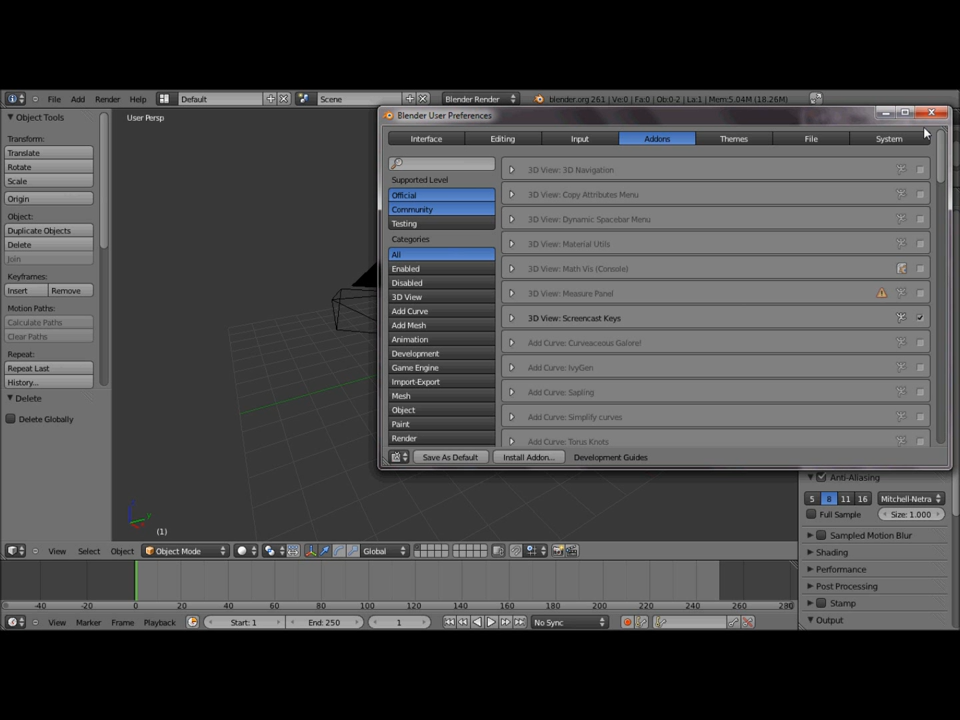 File Add Render Help Default Scene Blender Render blender.org 261 | Ve:0 | Fa:0 | Ob:0-2 | La:1 | Mem:5.04M (18.26M)
Object Tools
User Persp
Transform:
Translate
Rotate
Scale
Origin
Object:
Duplicate Objects
Delete
Join
Keyframes:
Insert Remove
Motion Paths:
Calculate Paths
Clear Paths
Repeat:
Repeat Last
History...
Delete
Delete Globally
(1)
Blender User Preferences
Interface Editing Input Addons Themes File System
Supported Level
Official
Community
Testing
Categories
All
Enabled
Disabled
3D View
Add Curve
Add Mesh
Animation
Development
Game Engine
Import-Export
Mesh
Object
Paint
Render
3D View: 3D Navigation
3D View: Copy Attributes Menu
3D View: Dynamic Spacebar Menu
3D View: Material Utils
3D View: Math Vis (Console)
3D View: Measure Panel
3D View: Screencast Keys
Add Curve: Curveaceous Galore!
Add Curve: IvyGen
Add Curve: Sapling
Add Curve: Simplify curves
Add Curve: Torus Knots
Save As Default Install Addon... Development Guides
Anti-Aliasing
5 8 11 16 Mitchell-Netra
Full Sample Size: 1.000
Sampled Motion Blur
Shading
Performance
Post Processing
Stamp
Output
View Select Object Object Mode Global
-40 -20 0 20 40 60 80 100 120 140 160 180 200 220 240 260 280
View Marker Frame Playback Start: 1 End: 250 1 No Sync